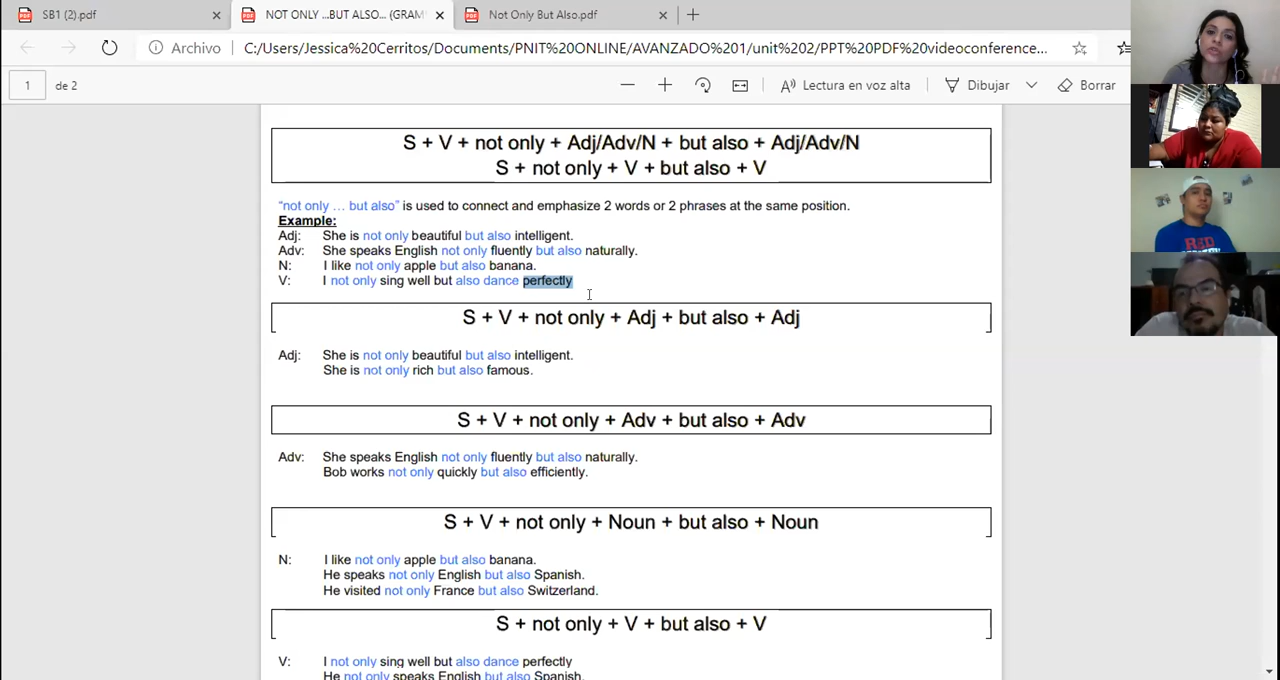 SB1 (2).pdf
NOT ONLY ...BUT ALSO... (GRAM
Not Only But Also.pdf
Archivo
C:/Users/Jessica%20Cerritos/Documents/PNIT%20ONLINE/AVANZADO%201/unit%202/PPT%20PDF%20videoconference...
1 de 2
Lectura en voz alta
Dibujar
Borrar
S + V + not only + Adj/Adv/N + but also + Adj/Adv/N
S + not only + V + but also + V
“not only … but also” is used to connect and emphasize 2 words or 2 phrases at the same position.
Example:
Adj: She is not only beautiful but also intelligent.
Adv: She speaks English not only fluently but also naturally.
N: I like not only apple but also banana.
V: I not only sing well but also dance perfectly
S + V + not only + Adj + but also + Adj
Adj: She is not only beautiful but also intelligent.
She is not only rich but also famous.
S + V + not only + Adv + but also + Adv
Adv: She speaks English not only fluently but also naturally.
Bob works not only quickly but also efficiently.
S + V + not only + Noun + but also + Noun
N: I like not only apple but also banana.
He speaks not only English but also Spanish.
He visited not only France but also Switzerland.
S + not only + V + but also + V
V: I not only sing well but also dance perfectly
He not only speaks English but also Spanish.
RED